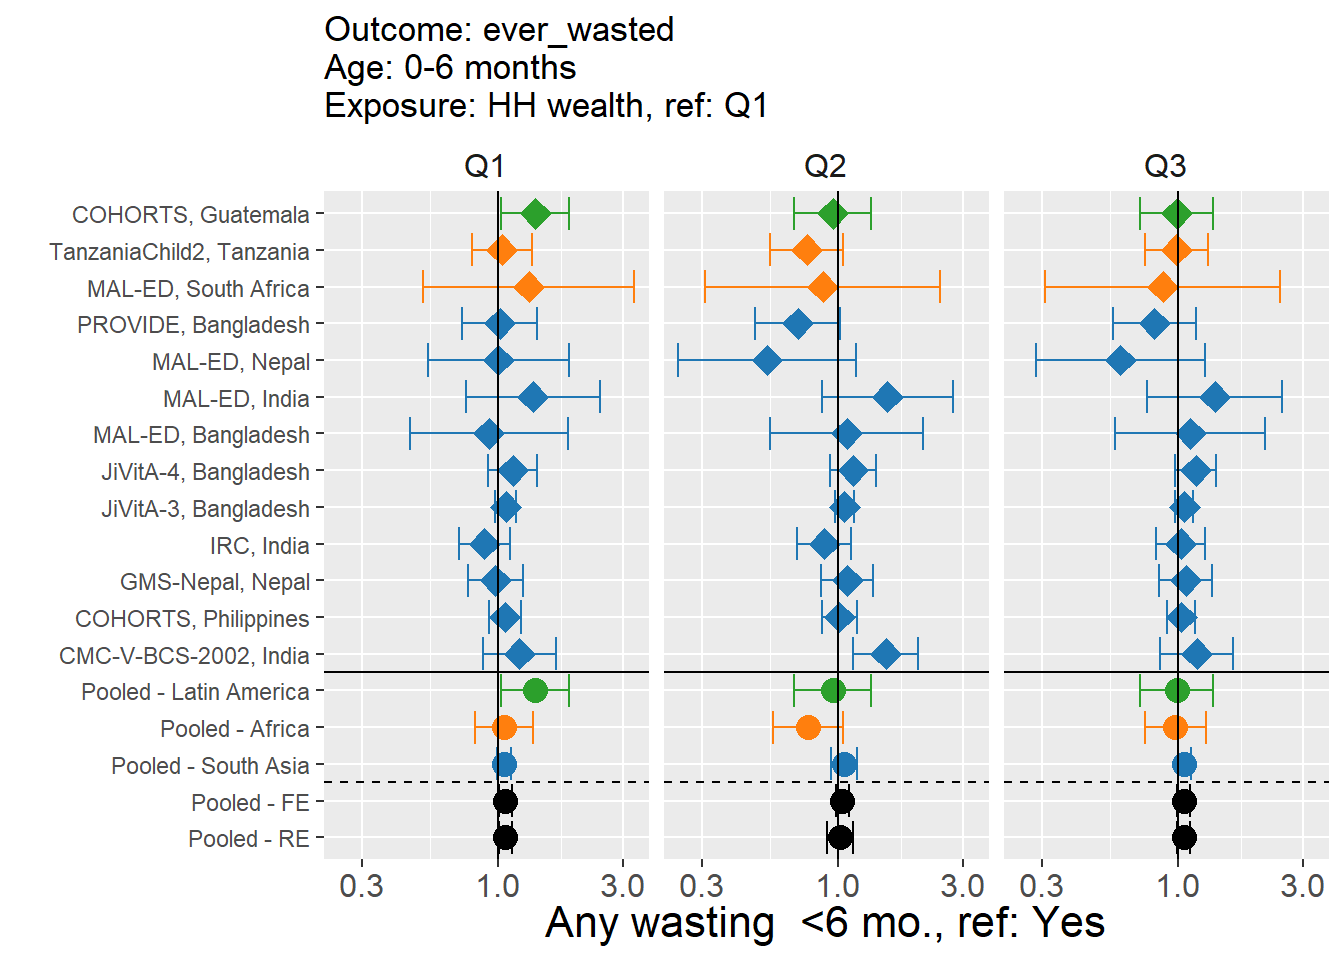 Outcome: ever_wasted
Age: 0-6 months
Exposure: HH wealth, ref: Q1
Q1 Q2 Q3
COHORTS, Guatemala
TanzaniaChild2, Tanzania
MAL-ED, South Africa
PROVIDE, Bangladesh
MAL-ED, Nepal
MAL-ED, India
MAL-ED, Bangladesh
JiVitA-4, Bangladesh
JiVitA-3, Bangladesh
IRC, India
GMS-Nepal, Nepal
COHORTS, Philippines
CMC-V-BCS-2002, India
Pooled - Latin America
Pooled - Africa
Pooled - South Asia
Pooled - FE
Pooled - RE
0.3 1.0 3.0 0.3 1.0 3.0 0.3 1.0 3.0
Any wasting  <6 mo., ref: Yes